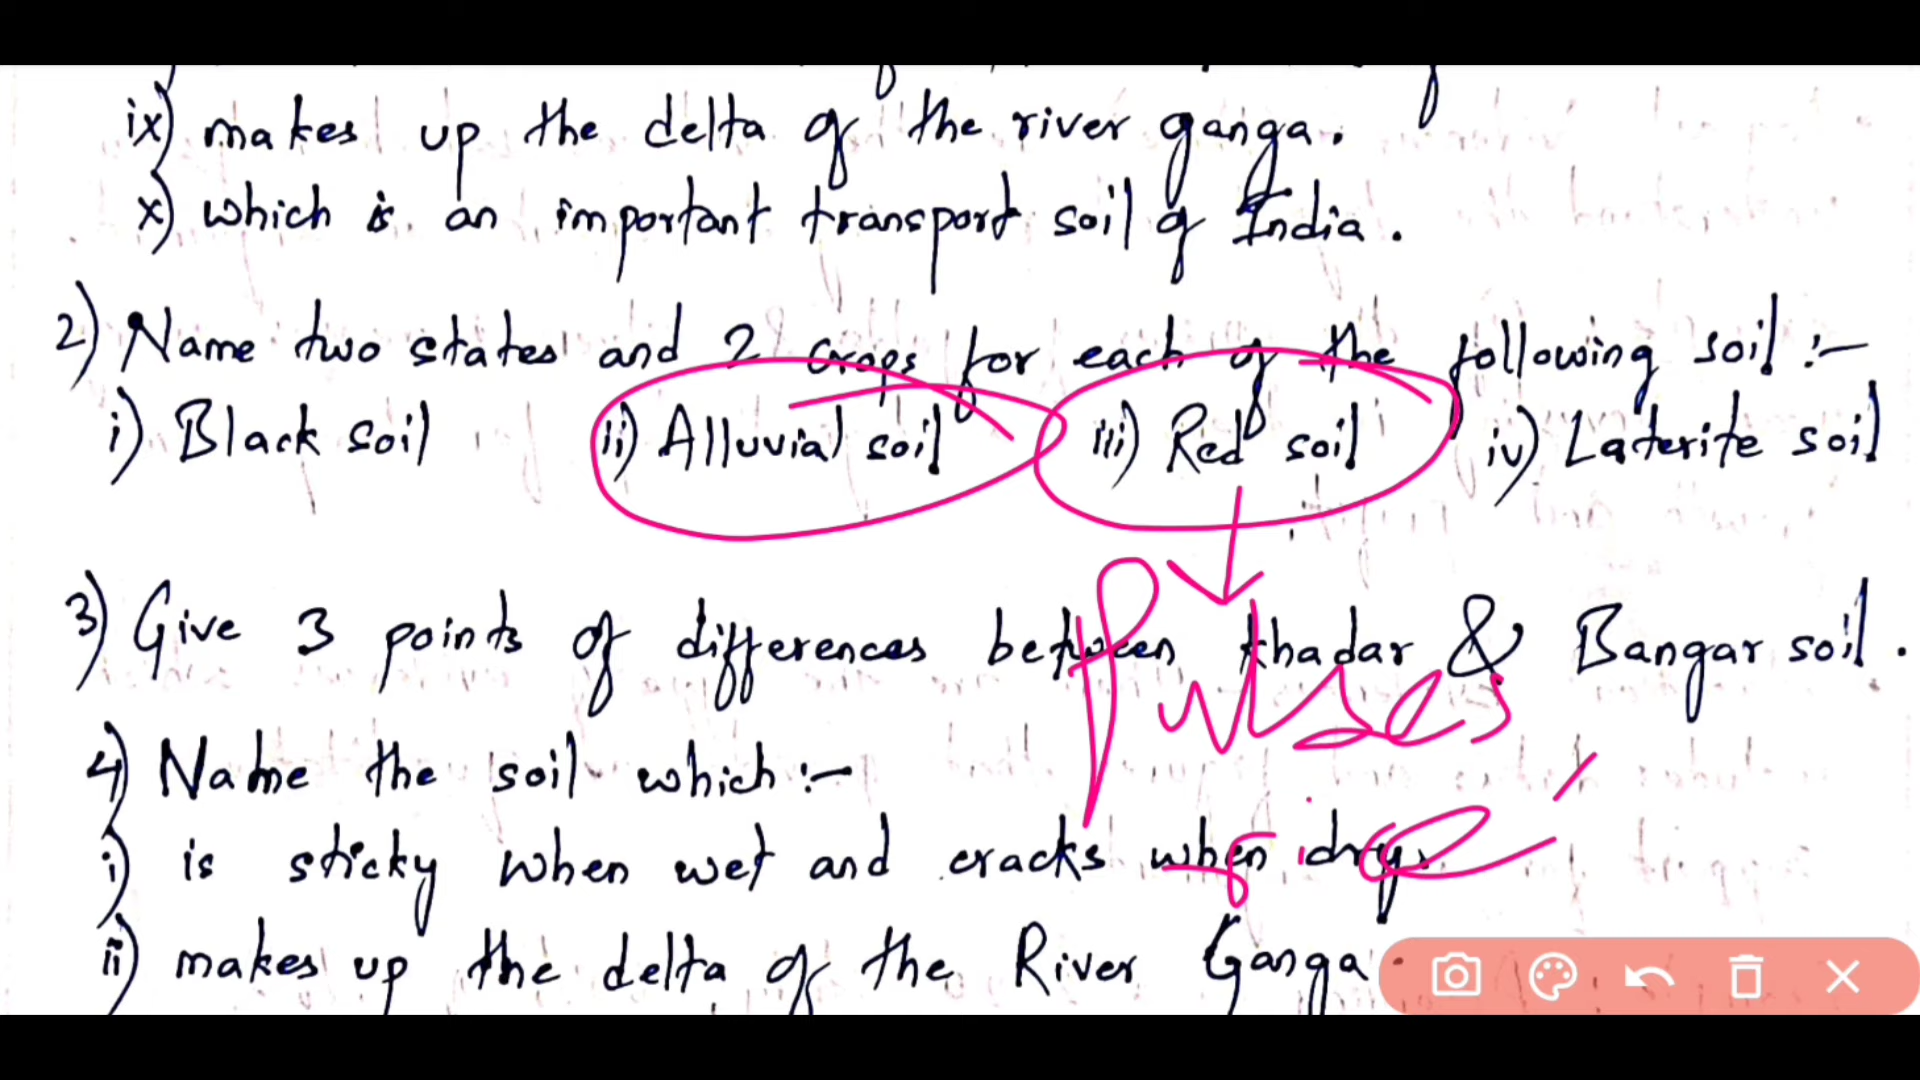 ix) makes up the delta of the river ganga.
x) which is an important transport soil of India.
2) Name two states and 2 crops for each of the following soil :-
i) Black soil ii) Alluvial soil iii) Red soil iv) Laterite soil
Pulses
3) Give 3 points of differences between khadar & Bangar soil.
4) Name the soil which :-
i) is sticky when wet and cracks when dry.
ii) makes up the delta of the River Ganga.